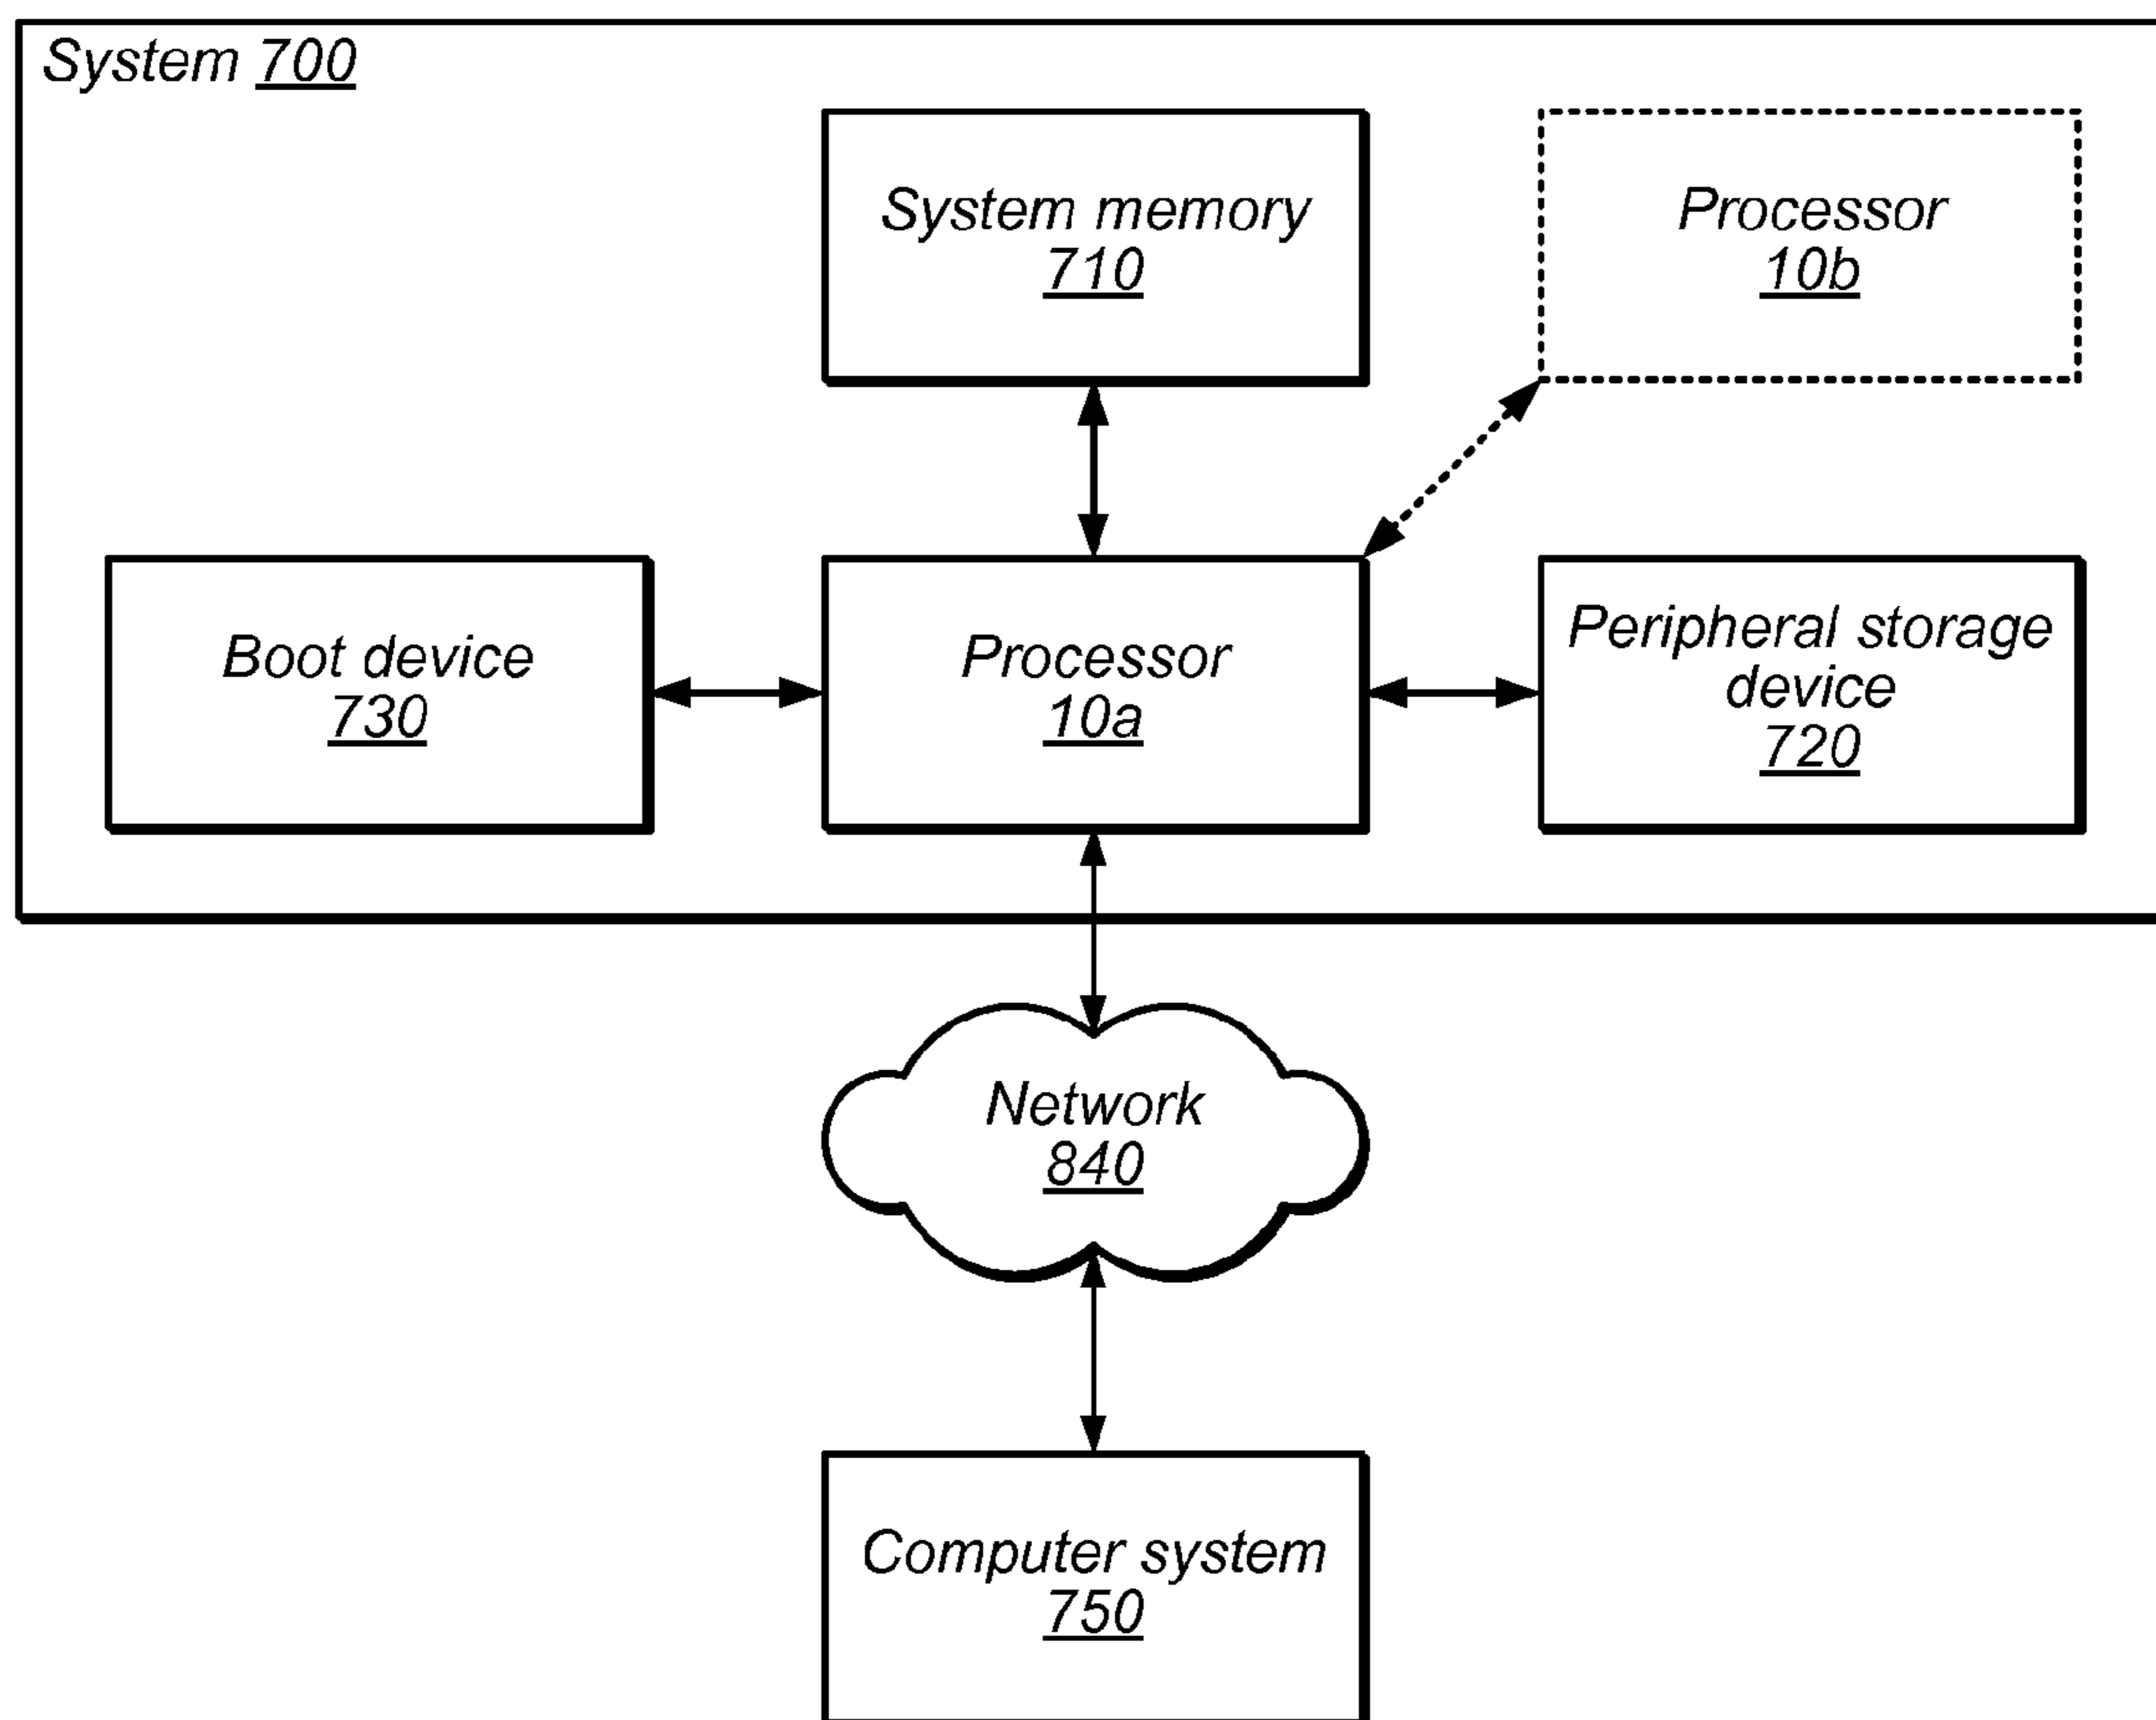 System 700
System memory
710
Processor
10b
Boot device
730
Processor
10a
Peripheral storage
device
720
Network
840
Computer system
750